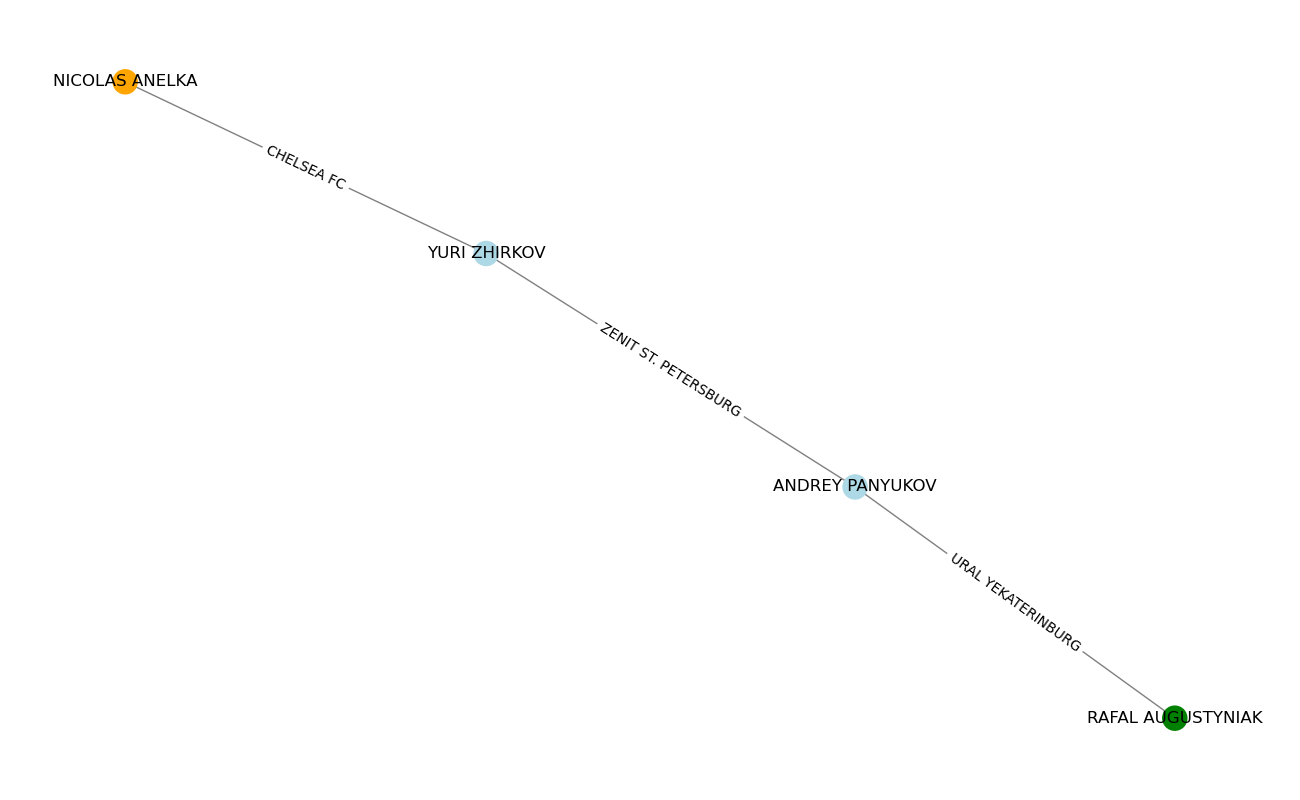 NICOLAS ANELKA
CHELSEA FC
YURI ZHIRKOV
ZENIT ST. PETERSBURG
ANDREY PANYUKOV
URAL YEKATERINBURG
RAFAL AUGUSTYNIAK